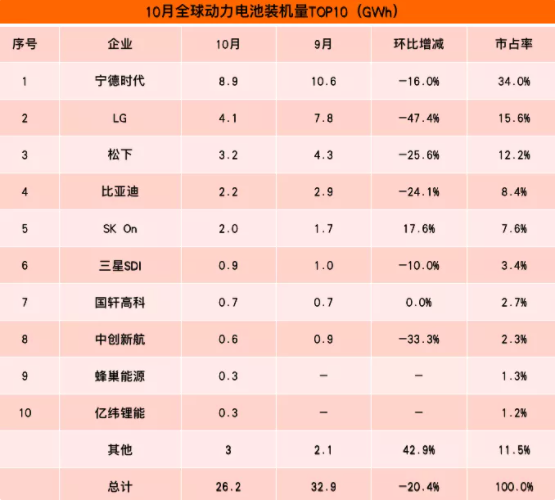 10月全球动力电池装机量TOP10（GWh）
序号 企业 10月 9月 环比增减 市占率
1 宁德时代 8.9 10.6 -16.0% 34.0%
2 LG 4.1 7.8 -47.4% 15.6%
3 松下 3.2 4.3 -25.6% 12.2%
4 比亚迪 2.2 2.9 -24.1% 8.4%
5 SK On 2.0 1.7 17.6% 7.6%
6 三星SDI 0.9 1.0 -10.0% 3.4%
7 国轩高科 0.7 0.7 0.0% 2.7%
8 中创新航 0.6 0.9 -33.3% 2.3%
9 蜂巢能源 0.3 - - 1.3%
10 亿纬锂能 0.3 - - 1.2%
其他 3 2.1 42.9% 11.5%
总计 26.2 32.9 -20.4% 100.0%